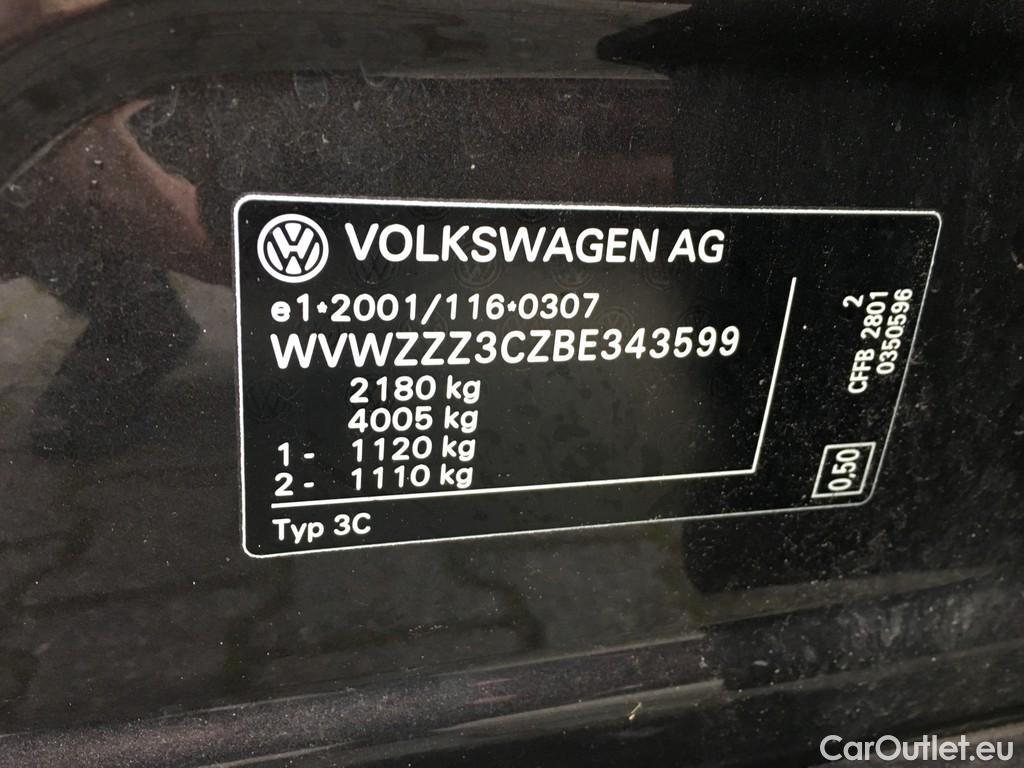 VOLKSWAGEN AG
e1*2001/116*0307
WVWZZZ3CZBE343599
2180 kg
4005 kg
1- 1120 kg
2- 1110 kg
Typ 3C
2
CFFB 2801
0350596
0,50
CarOutlet.eu